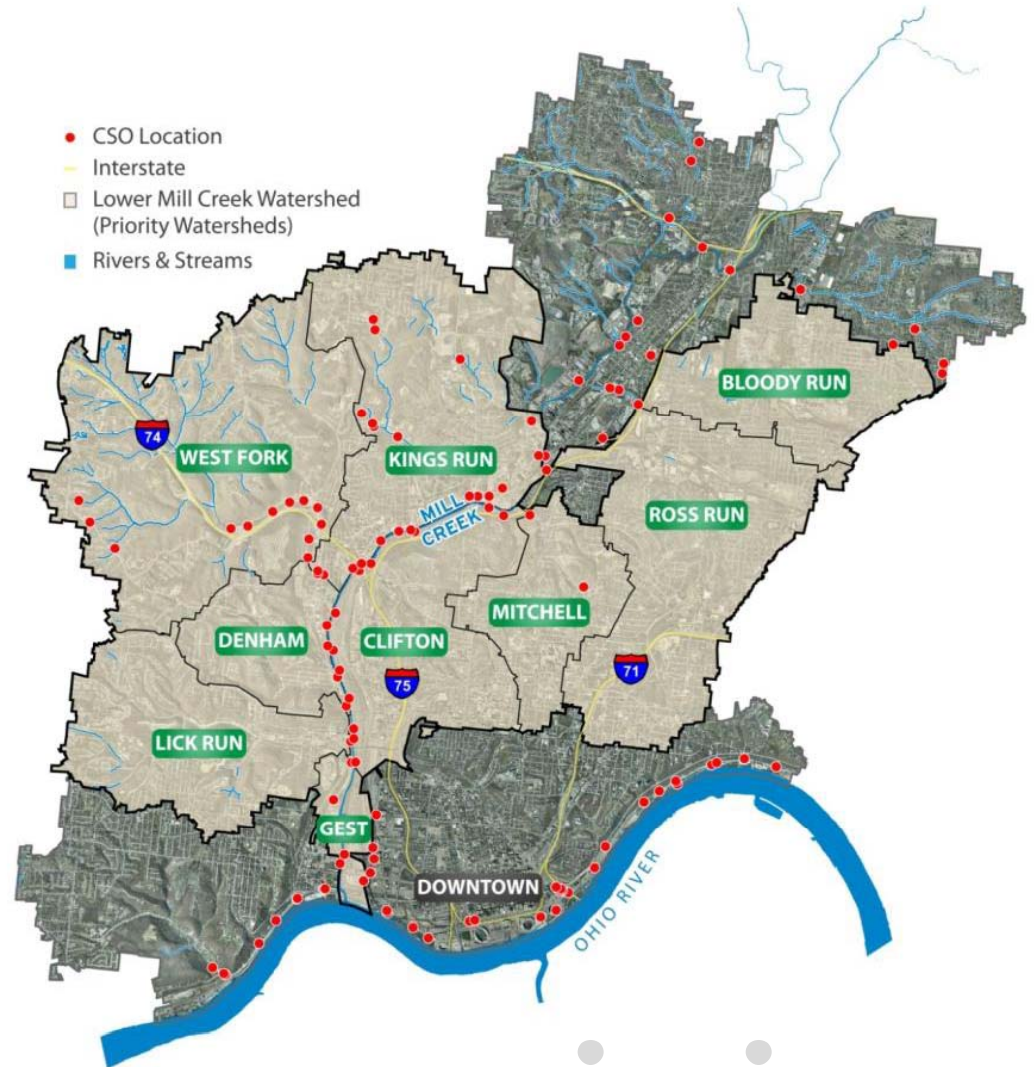 CSO Location
Interstate
Lower Mill Creek Watershed
(Priority Watersheds)
Rivers & Streams
BLOODY RUN
74
WEST FORK
KINGS RUN
MILL
CREEK
ROSS RUN
MITCHELL
DENHAM
CLIFTON
71
75
LICK RUN
GEST
DOWNTOWN
OHIO RIVER